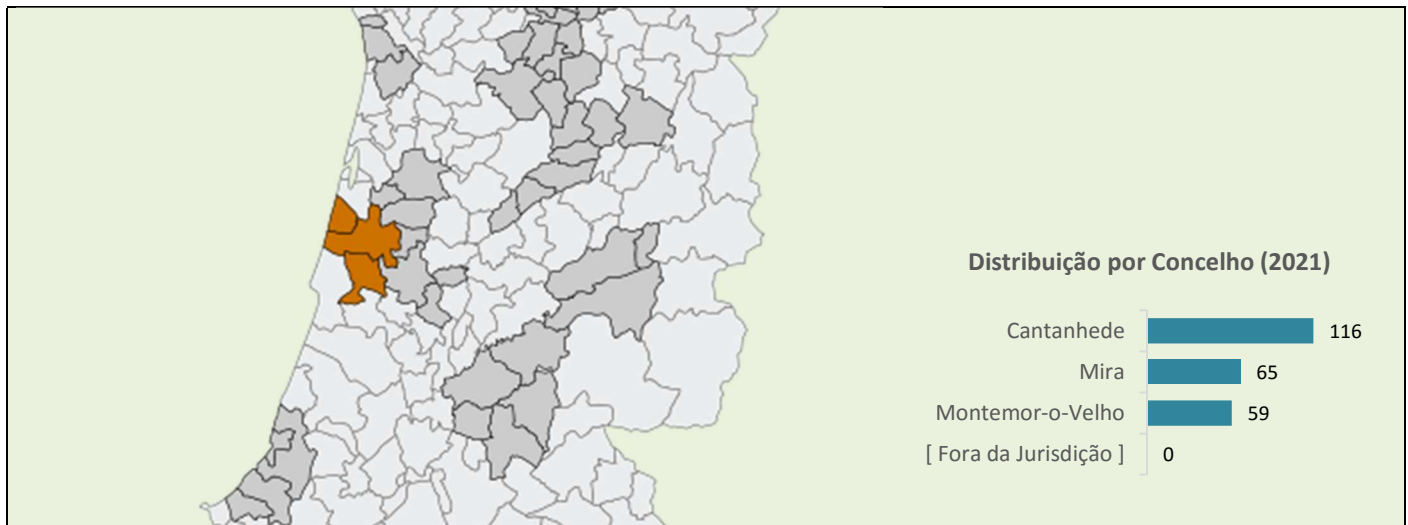 Distribuição por Concelho (2021)
Cantanhede 116
Mira 65
Montemor-o-Velho 59
[ Fora da Jurisdição ] 0